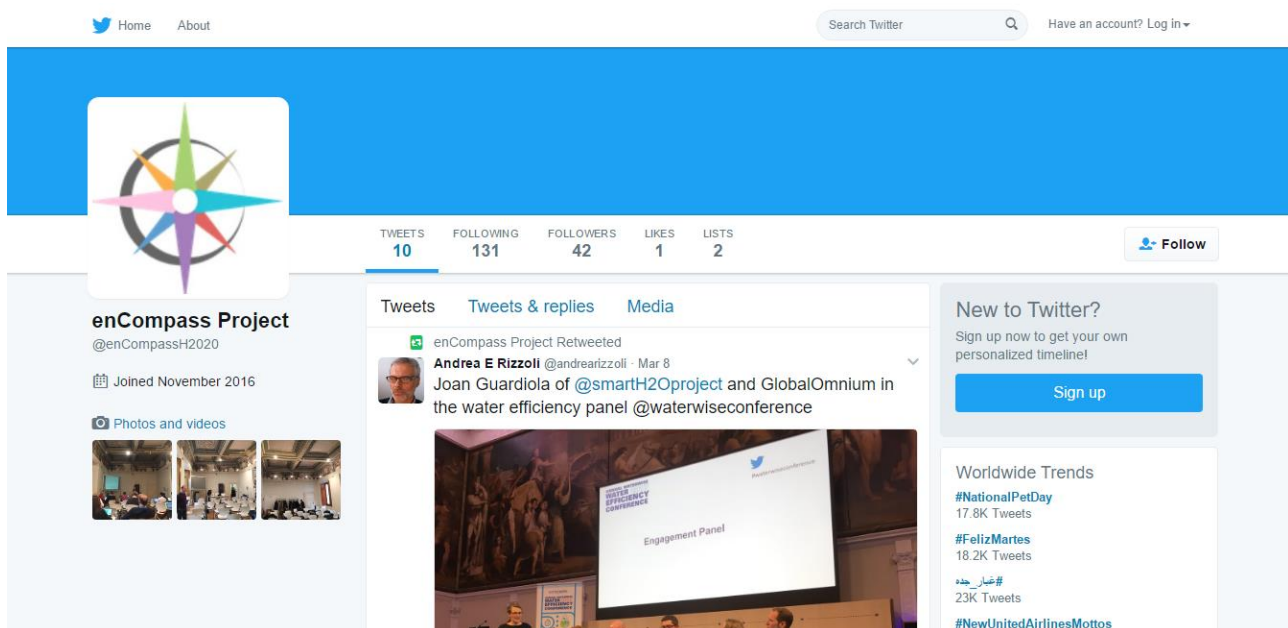 Home About
Search Twitter
Have an account? Log in
TWEETS FOLLOWING FOLLOWERS LIKES LISTS
10 131 42 1 2
Follow
enCompass Project
@enCompassH2020
Joined November 2016
Photos and videos
Tweets Tweets & replies Media
enCompass Project Retweeted
Andrea E Rizzoli @andrearizzoli · Mar 8
Joan Guardiola of @smartH2Oproject and GlobalOmnium in
the water efficiency panel @waterwiseconference
WATER
EFFICIENCY
CONFERENCE
Engagement Panel
WATER
EFFICIENCY
CONFERENCE
New to Twitter?
Sign up now to get your own
personalized timeline!
Sign up
Worldwide Trends
#NationalPetDay
17.8K Tweets
#FelizMartes
18.2K Tweets
#غبار_جده
23K Tweets
#NewUnitedAirlinesMottos